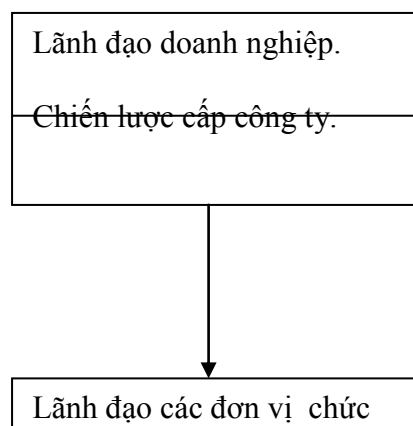 Lãnh đạo doanh nghiệp.
Chiến lược cấp công ty.
Lãnh đạo các đơn vị chức